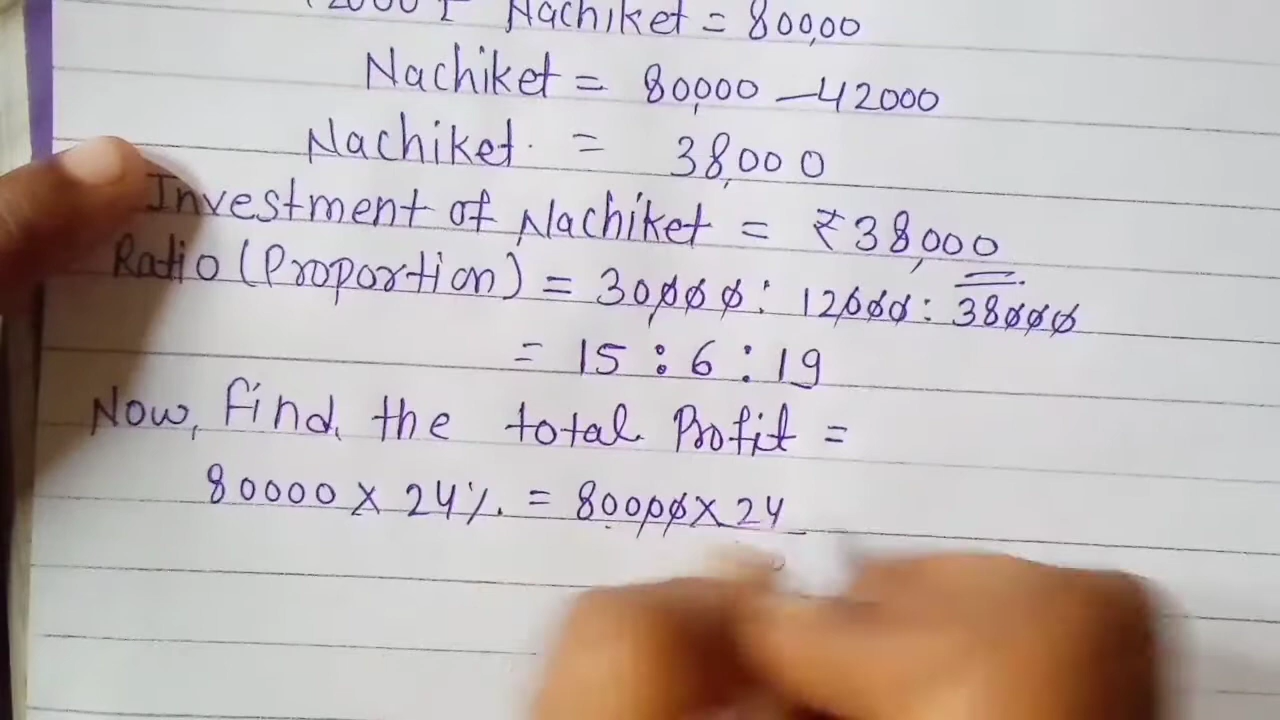 Nachiket = 800,00
Nachiket = 80,000 - 42000
Nachiket = 38,000
Investment of Nachiket = ₹38,000
Ratio (Proportion) = 30000 : 12000 : 38000
= 15 : 6 : 19
Now, find the total Profit =
80000 x 24% = 80000 x 24